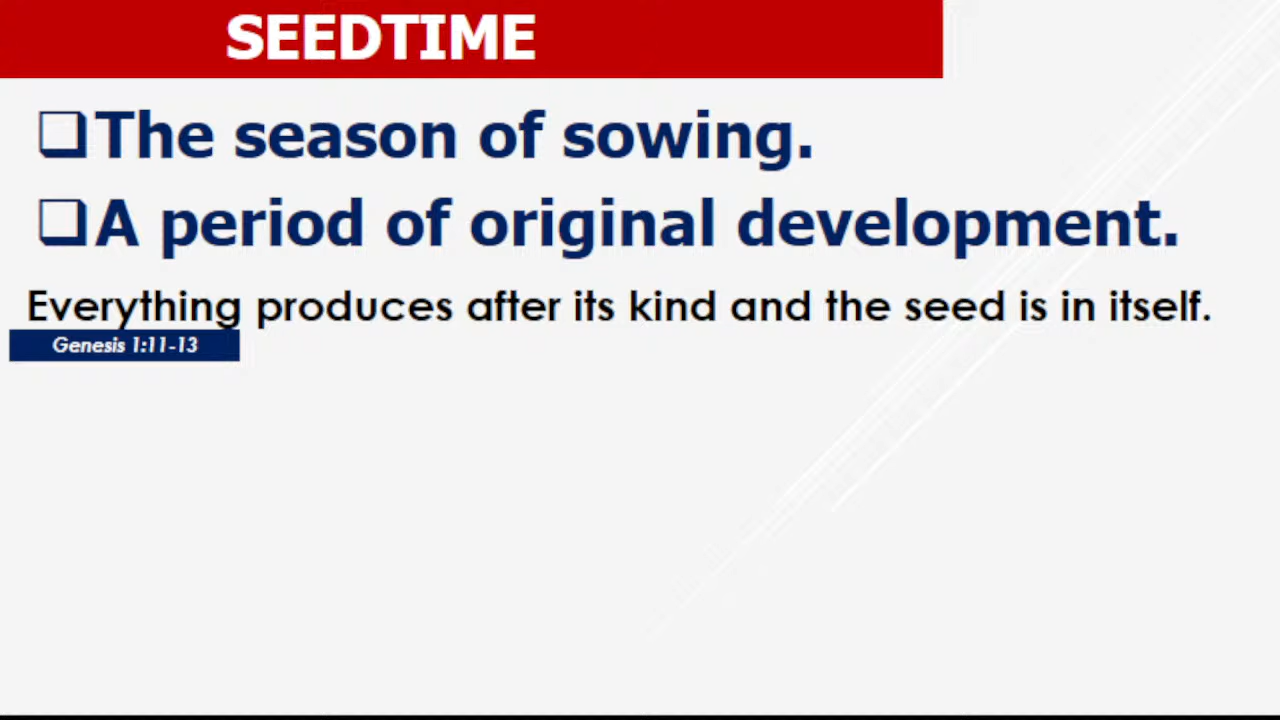 SEEDTIME
❑The season of sowing.
❑A period of original development.
Everything produces after its kind and the seed is in itself.
Genesis 1:11-13